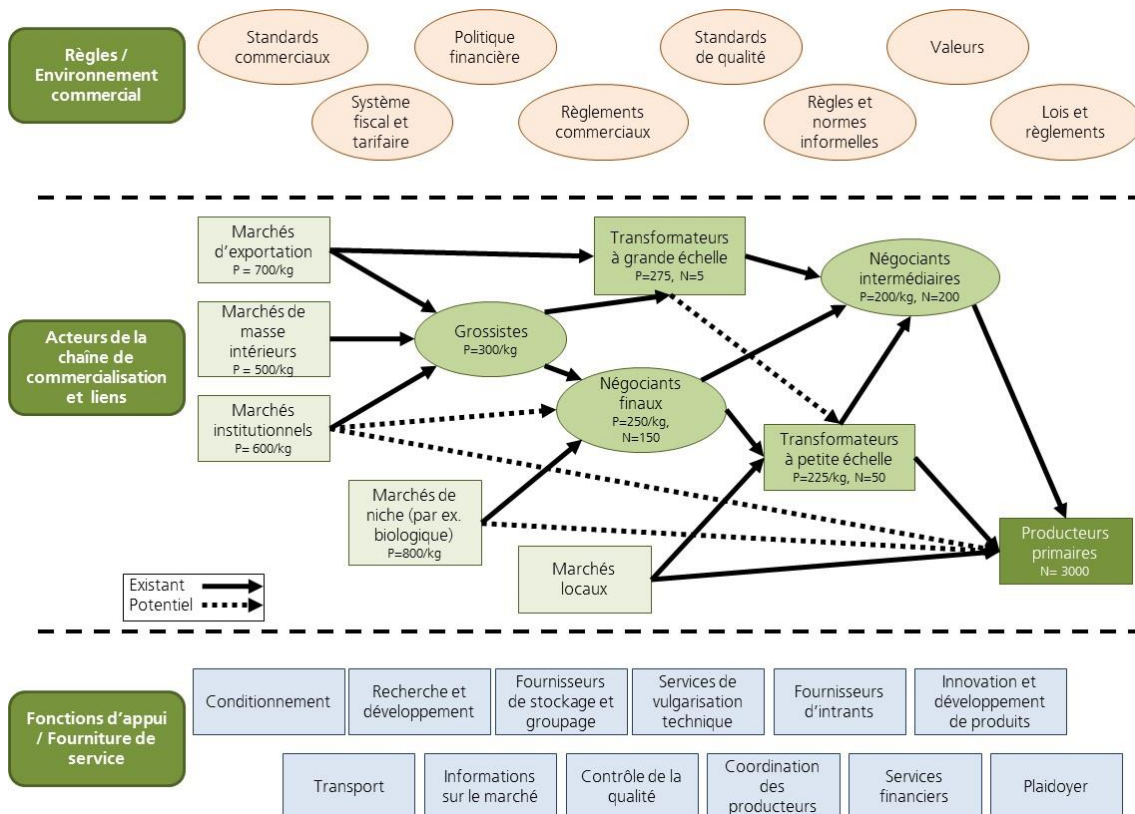 Règles /
Environnement
commercial
Standards
commerciaux
Politique
financière
Standards
de qualité
Valeurs
Système
fiscal et
tarifaire
Règlements
commerciaux
Règles et
normes
informelles
Lois et
règlements
Acteurs de la
chaîne de
commercialisation
et liens
Marchés
d'exportation
P = 700/kg
Marchés de
masse
intérieurs
P = 500/kg
Marchés
institutionnels
P= 600/kg
Grossistes
P=300/kg
Transformateurs
à grande échelle
P=275, N=5
Négociants
intermédiaires
P=200/kg, N=200
Négociants
finaux
P=250/kg,
N=150
Transformateurs
à petite échelle
P=225/kg, N=50
Marchés de
niche (par ex.
biologique)
P=800/kg
Marchés
locaux
Producteurs
primaires
N= 3000
Existant
Potentiel
Fonctions d'appui
/ Fourniture de
service
Conditionnement
Recherche et
développement
Fournisseurs
de stockage et
groupage
Services de
vulgarisation
technique
Fournisseurs
d'intrants
Innovation et
développement
de produits
Transport
Informations
sur le marché
Contrôle de la
qualité
Coordination
des
producteurs
Services
financiers
Plaidoyer